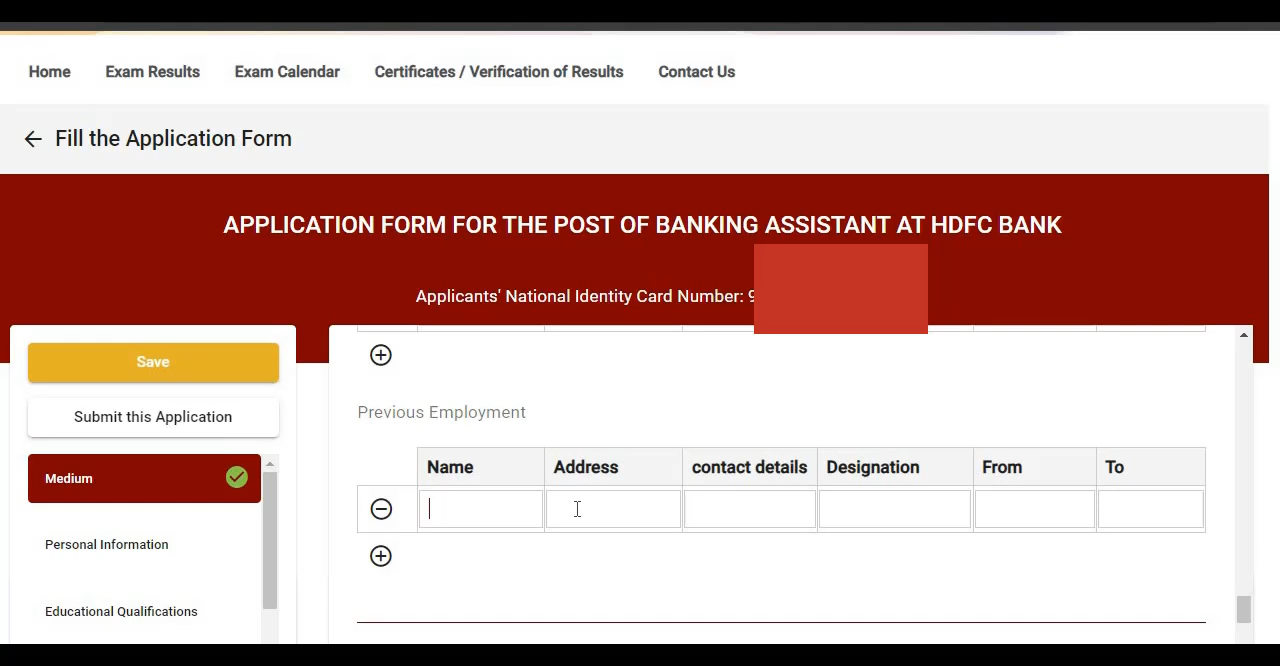 Home Exam Results Exam Calendar Certificates / Verification of Results Contact Us
Fill the Application Form
APPLICATION FORM FOR THE POST OF BANKING ASSISTANT AT HDFC BANK
Applicants' National Identity Card Number: 9
Save
Submit this Application
Medium
Personal Information
Educational Qualifications
Previous Employment
Name Address contact details Designation From To